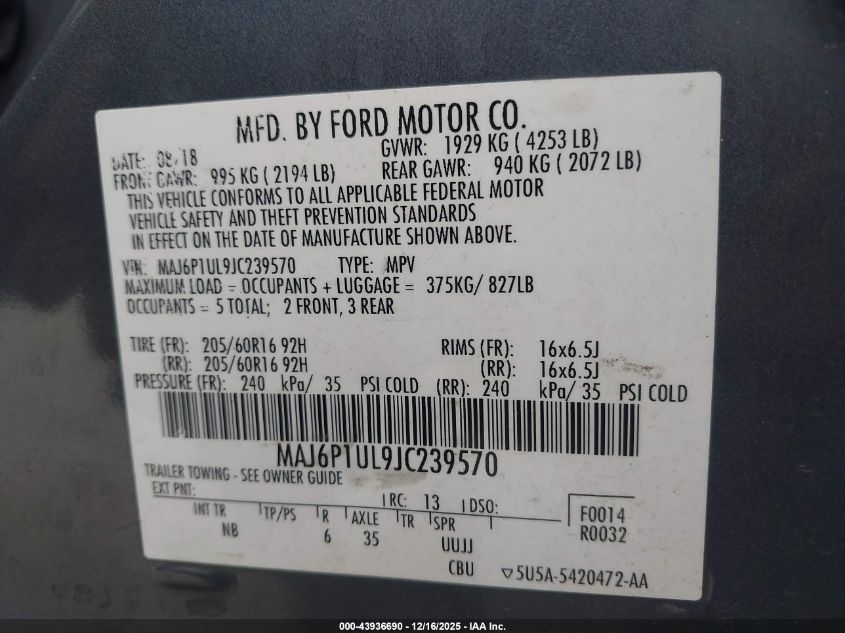 MFD. BY FORD MOTOR CO.
DATE: 08/18 GVWR: 1929 KG ( 4253 LB)
FRONT GAWR: 995 KG ( 2194 LB) REAR GAWR: 940 KG ( 2072 LB)
THIS VEHICLE CONFORMS TO ALL APPLICABLE FEDERAL MOTOR
VEHICLE SAFETY AND THEFT PREVENTION STANDARDS
IN EFFECT ON THE DATE OF MANUFACTURE SHOWN ABOVE.
VIN: MAJ6P1UL9JC239570 TYPE: MPV
MAXIMUM LOAD = OCCUPANTS + LUGGAGE = 375KG/ 827LB
OCCUPANTS = 5 TOTAL; 2 FRONT, 3 REAR
TIRE (FR): 205/60R16 92H RIMS (FR): 16x6.5J
(RR): 205/60R16 92H (RR): 16x6.5J
PRESSURE (FR): 240 kPa/ 35 PSI COLD (RR): 240 kPa/ 35 PSI COLD
MAJ6P1UL9JC239570
TRAILER TOWING - SEE OWNER GUIDE
EXT PNT: RC: 13 DSO: F0014
INT TR TP/PS R AXLE TR SPR R0032
NB 6 35 UUJJ
CBU ▽5U5A-5420472-AA
000-43936690 - 12/16/2025 - IAA Inc.